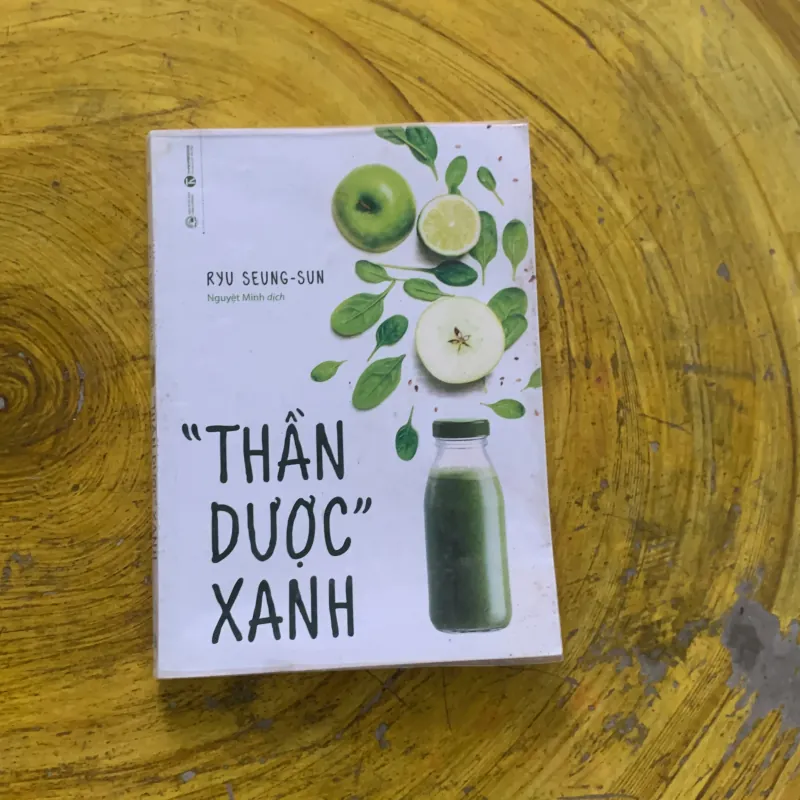 RYU SEUNG-SUN
Nguyệt Minh dịch
“THẦN
DƯỢC”
XANH